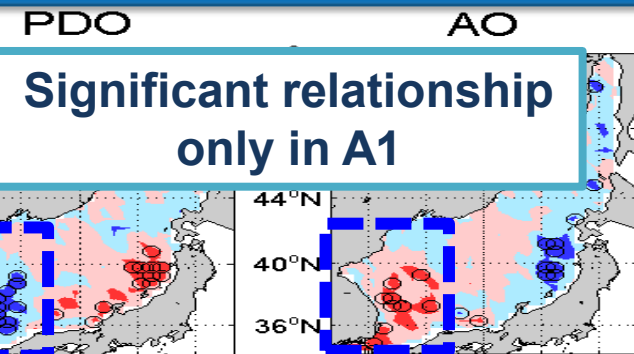 PDO AO
Significant relationship
only in A1
44°N
40°N
36°N